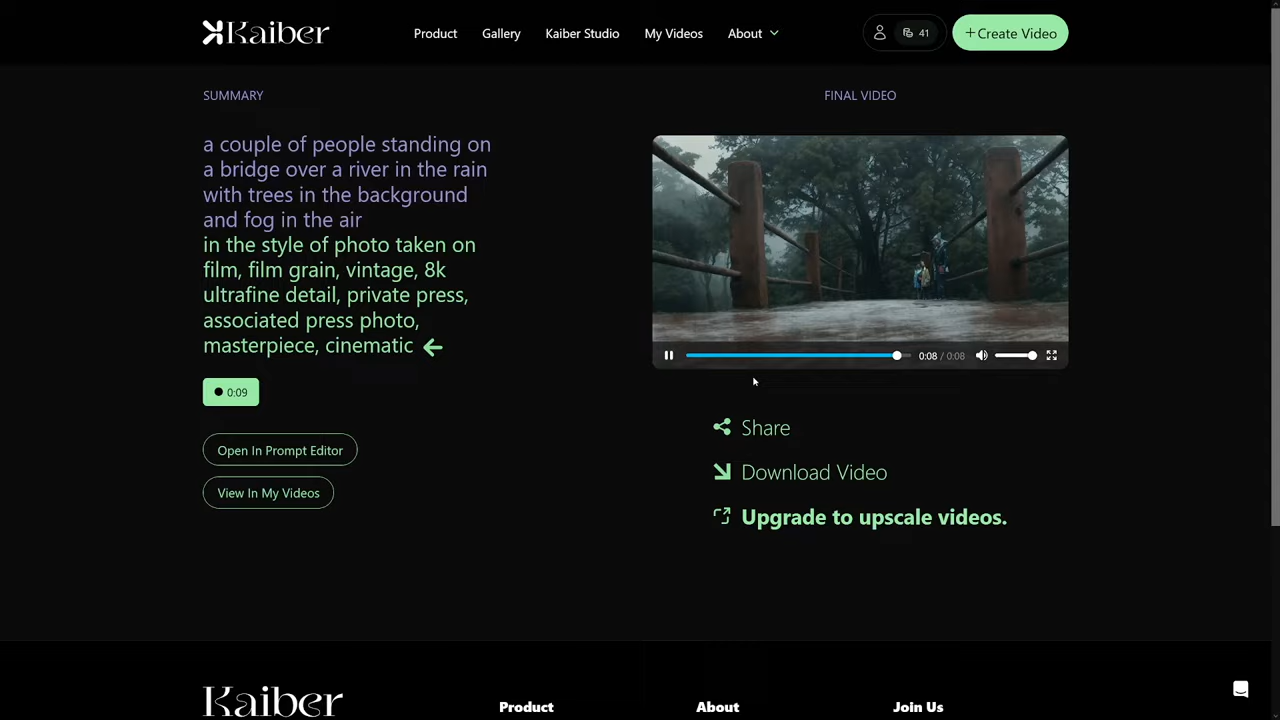 Kaiber
Product
Gallery
Kaiber Studio
My Videos
About
41
+Create Video
SUMMARY
FINAL VIDEO
a couple of people standing on
a bridge over a river in the rain
with trees in the background
and fog in the air
in the style of photo taken on
film, film grain, vintage, 8k
ultrafine detail, private press,
associated press photo,
masterpiece, cinematic
0:09
Open In Prompt Editor
View In My Videos
0:08 / 0:08
Share
Download Video
Upgrade to upscale videos.
Kaiber
Product
About
Join Us